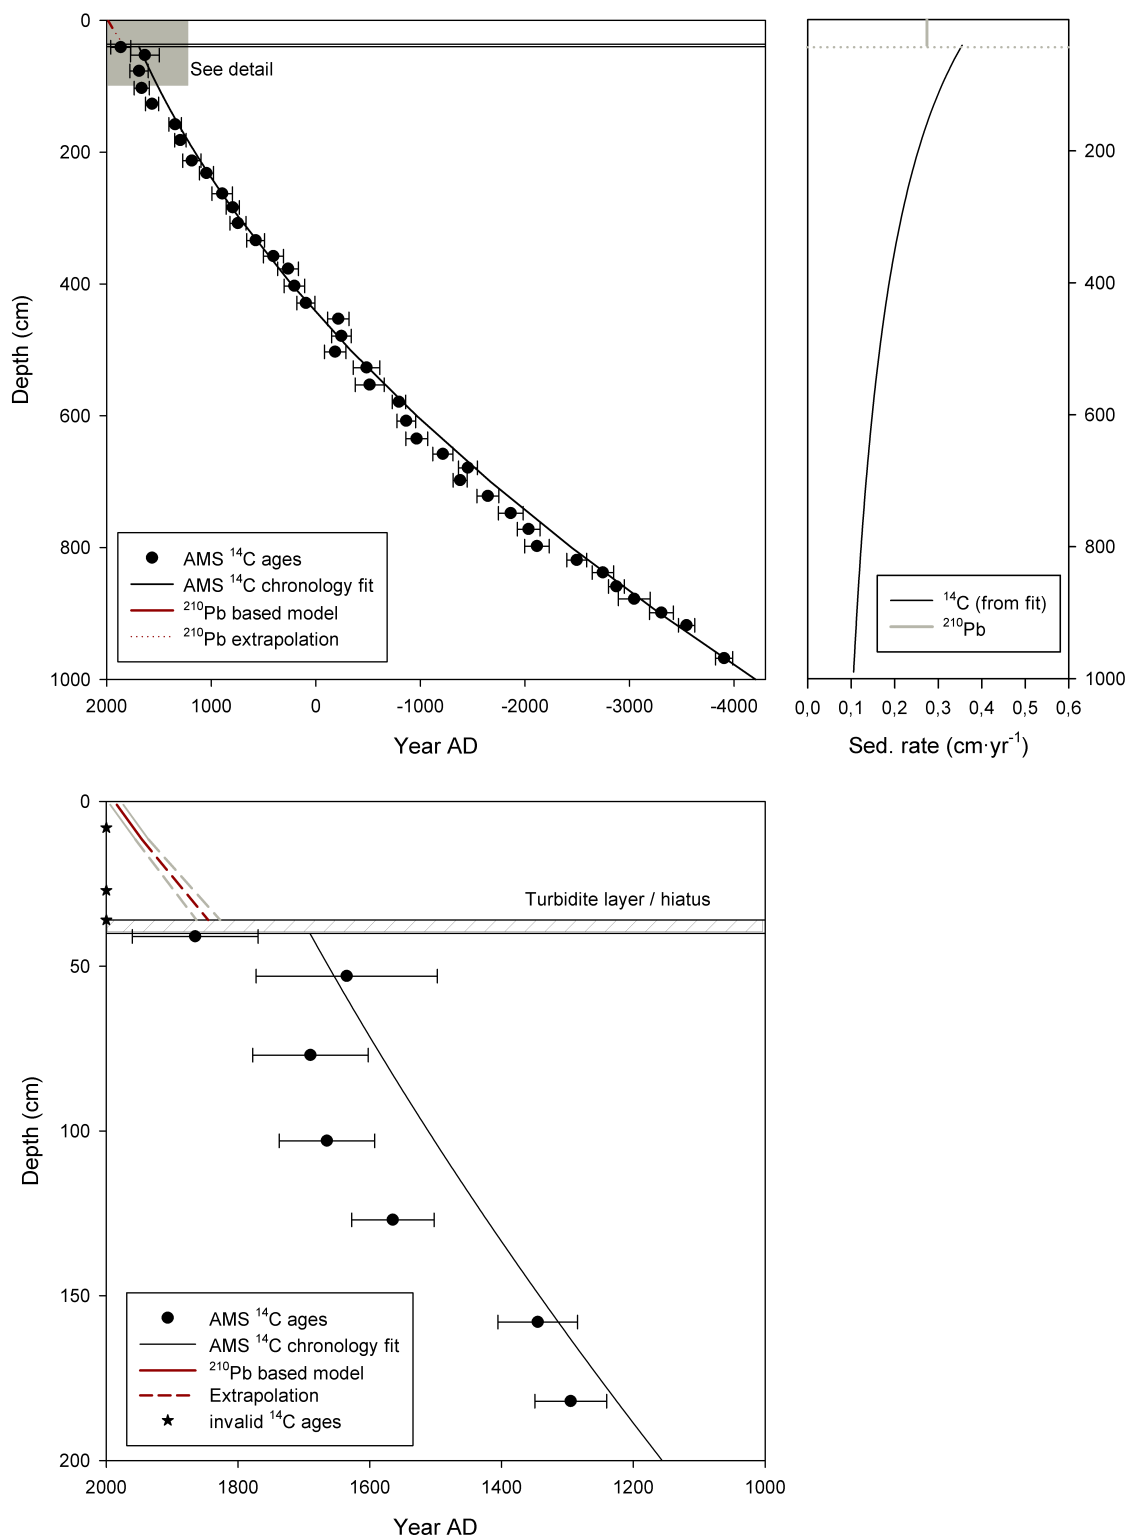 0
200
400
600
800
1000
Depth (cm)
See detail
AMS ¹⁴C ages
AMS ¹⁴C chronology fit
²¹⁰Pb based model
²¹⁰Pb extrapolation
2000 1000 0 -1000 -2000 -3000 -4000
Year AD
200
400
600
800
1000
¹⁴C (from fit)
²¹⁰Pb
0,0 0,1 0,2 0,3 0,4 0,5 0,6
Sed. rate (cm·yr⁻¹)
0
50
100
150
200
Depth (cm)
Turbidite layer / hiatus
AMS ¹⁴C ages
AMS ¹⁴C chronology fit
²¹⁰Pb based model
Extrapolation
invalid ¹⁴C ages
2000 1800 1600 1400 1200 1000
Year AD